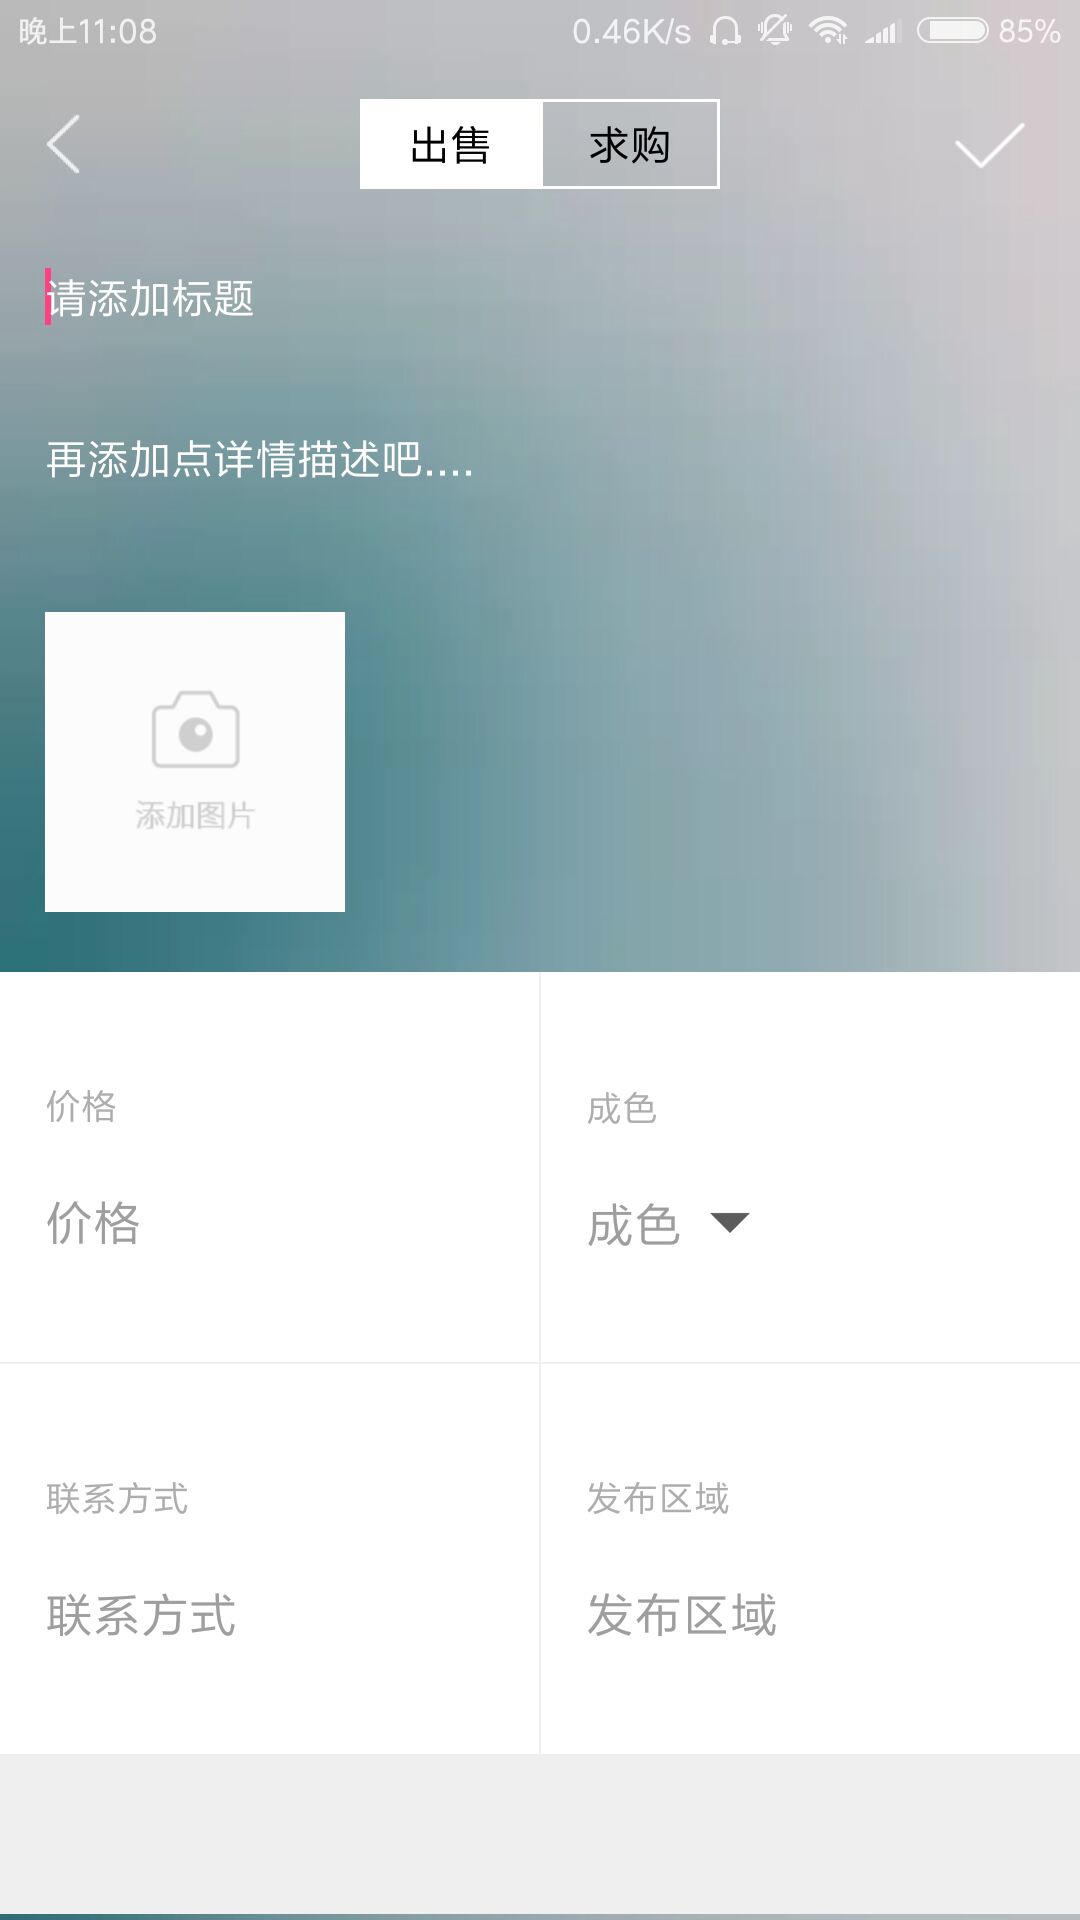 晚上11:08 0.46K/s 85%
出售 求购
请添加标题
再添加点详情描述吧....
添加图片
价格 成色
价格 成色
联系方式 发布区域
联系方式 发布区域